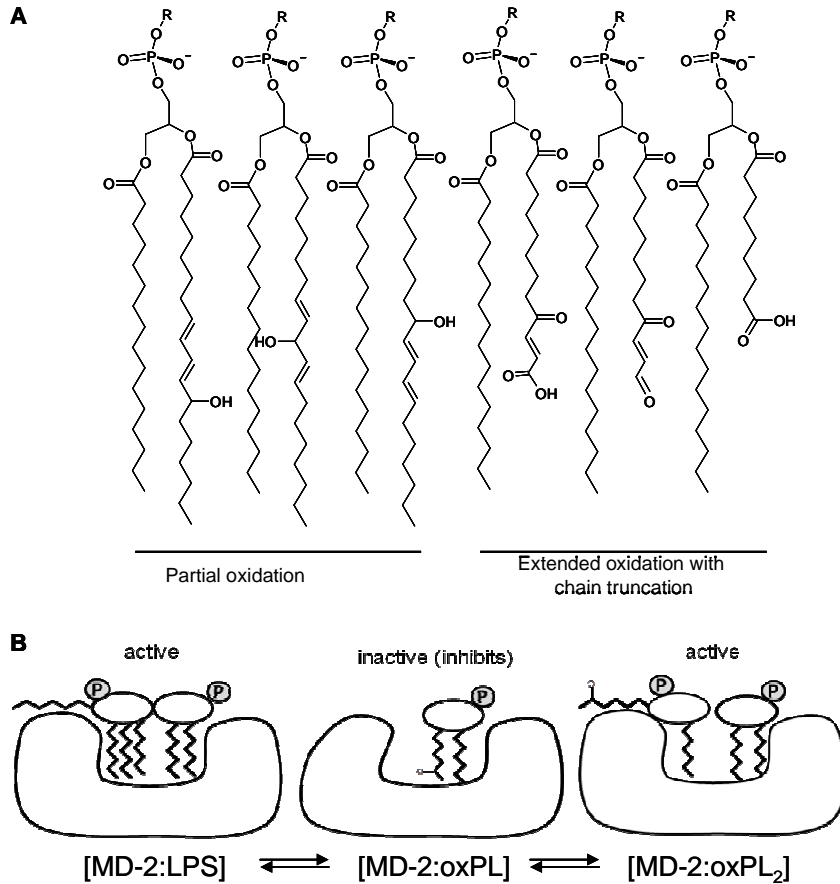 A
R R R R R R
O O O O O O
O P O⁻ O P O⁻ O P O⁻ O P O⁻ O P O⁻ O P O⁻
O O O O O O
O O O O O O
O O O O O O O O O O O O
O O O O O O
OH O O OH
HO O
O
OH OH O
Partial oxidation
Extended oxidation with
chain truncation
B
active
inactive (inhibits)
active
P P P P P
[MD-2:LPS] [MD-2:oxPL] [MD-2:oxPL₂]